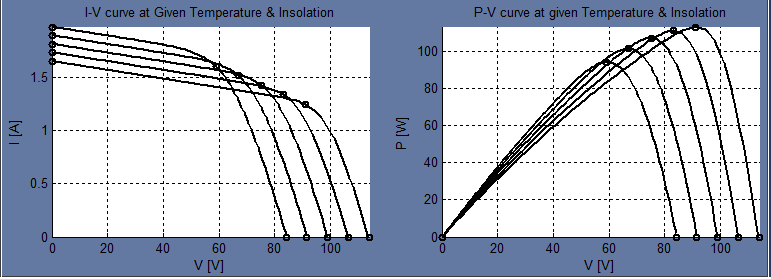 I-V curve at Given Temperature & Insolation
1.5
1
0.5
0
I [A]
0 20 40 60 80 100
V [V]
P-V curve at given Temperature & Insolation
100
80
60
40
20
0
P [W]
0 20 40 60 80 100
V [V]